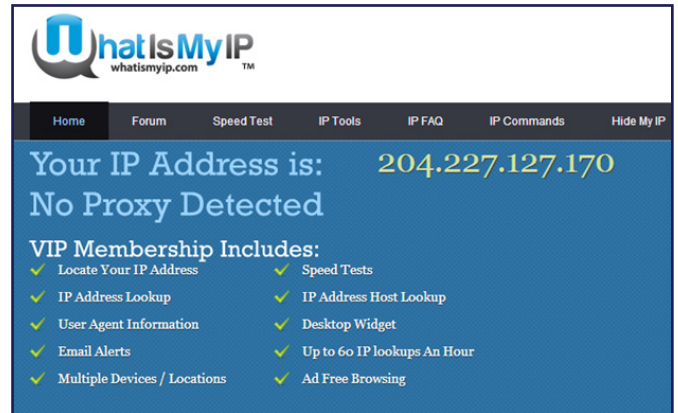 WhatIsMyIP
whatismyip.com TM
Home Forum Speed Test IP Tools IP FAQ IP Commands Hide My IP
Your IP Address is: 204.227.127.170
No Proxy Detected
VIP Membership Includes:
Locate Your IP Address Speed Tests
IP Address Lookup IP Address Host Lookup
User Agent Information Desktop Widget
Email Alerts Up to 60 IP lookups An Hour
Multiple Devices / Locations Ad Free Browsing